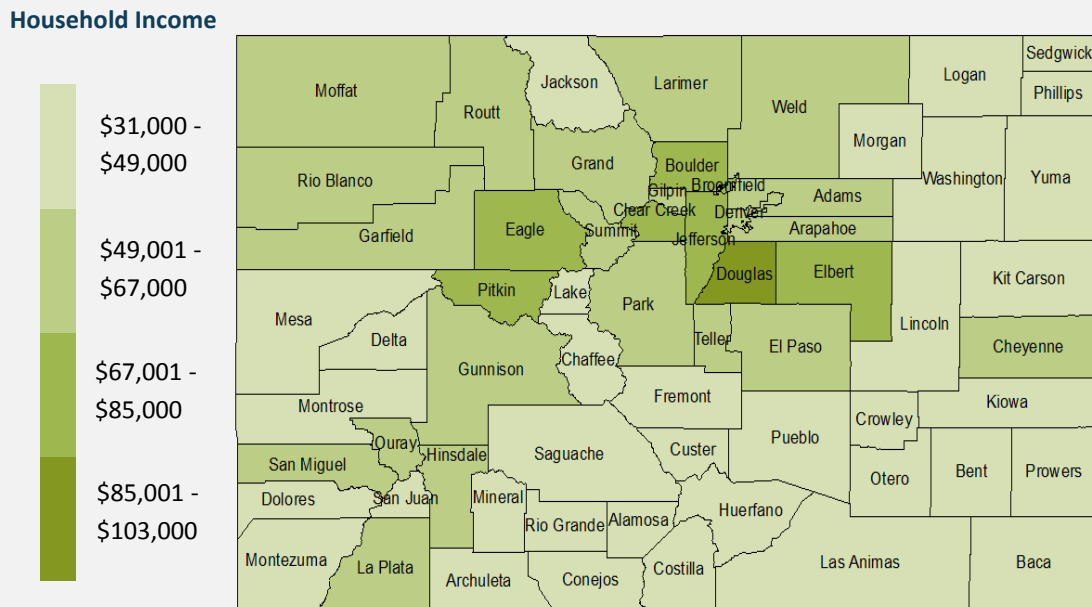 Household Income
$31,000 -
$49,000
$49,001 -
$67,000
$67,001 -
$85,000
$85,001 -
$103,000
Moffat
Routt
Jackson
Larimer
Weld
Logan
Sedgwick
Phillips
Morgan
Rio Blanco
Grand
Boulder
Gilpin
Broomfield
Adams
Washington
Yuma
Garfield
Eagle
Summit
Clear Creek
Denver
Jefferson
Arapahoe
Pitkin
Lake
Park
Douglas
Elbert
Kit Carson
Mesa
Delta
Chaffee
Teller
El Paso
Lincoln
Cheyenne
Gunnison
Montrose
Fremont
Kiowa
Crowley
Ouray
Hinsdale
Saguache
Custer
Pueblo
San Miguel
Otero
Bent
Prowers
Dolores
San Juan
Mineral
Rio Grande
Alamosa
Huerfano
Montezuma
La Plata
Archuleta
Conejos
Costilla
Las Animas
Baca